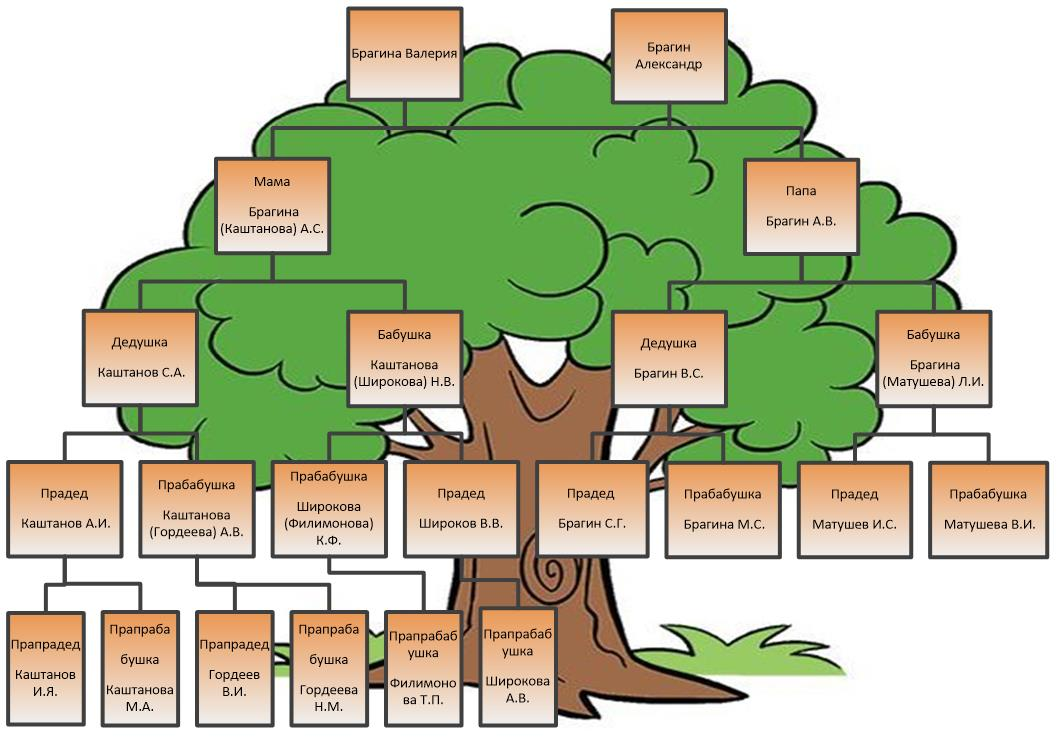 Брагина Валерия
Брагин
Александр
Мама
Брагина
(Каштанова) А.С.
Папа
Брагин А.В.
Дедушка
Каштанов С.А.
Бабушка
Каштанова
(Широкова) Н.В.
Дедушка
Брагин В.С.
Бабушка
Брагина
(Матушева) Л.И.
Прадед
Каштанов А.И.
Прабабушка
Каштанова
(Гордеева) А.В.
Прабабушка
Широкова
(Филимонова)
К.Ф.
Прадед
Широков В.В.
Прадед
Брагин С.Г.
Прабабушка
Брагина М.С.
Прадед
Матушев И.С.
Прабабушка
Матушева В.И.
Прапрадед
Каштанов
И.Я.
Прапраба
бушка
Каштанова
М.А.
Прапрадед
Гордеев
В.И.
Прапраба
бушка
Гордеева
Н.М.
Прапрабаб
ушка
Филимоно
ва Т.П.
Прапрабаб
ушка
Широкова
А.В.